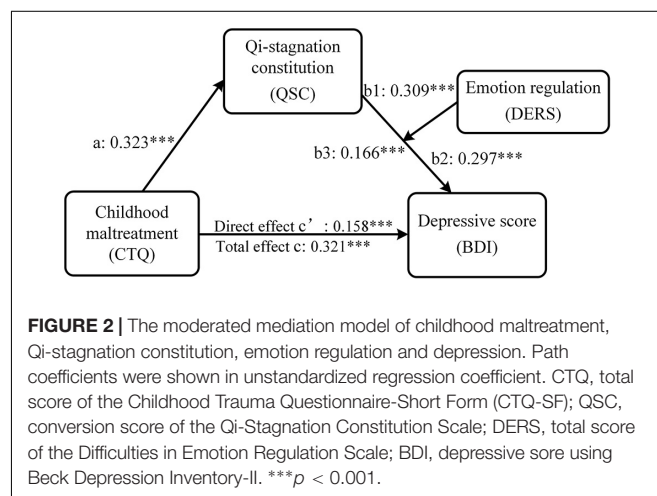 Qi-stagnation
constitution
(QSC)
b1: 0.309***
Emotion regulation
(DERS)
a: 0.323***
b3: 0.166***
b2: 0.297***
Childhood
maltreatment
(CTQ)
Direct effect c’ : 0.158***
Total effect c: 0.321***
Depressive score
(BDI)
FIGURE 2 | The moderated mediation model of childhood maltreatment,
Qi-stagnation constitution, emotion regulation and depression. Path
coefficients were shown in unstandardized regression coefficient. CTQ, total
score of the Childhood Trauma Questionnaire-Short Form (CTQ-SF); QSC,
conversion score of the Qi-Stagnation Constitution Scale; DERS, total score
of the Difficulties in Emotion Regulation Scale; BDI, depressive sore using
Beck Depression Inventory-II. ***p < 0.001.